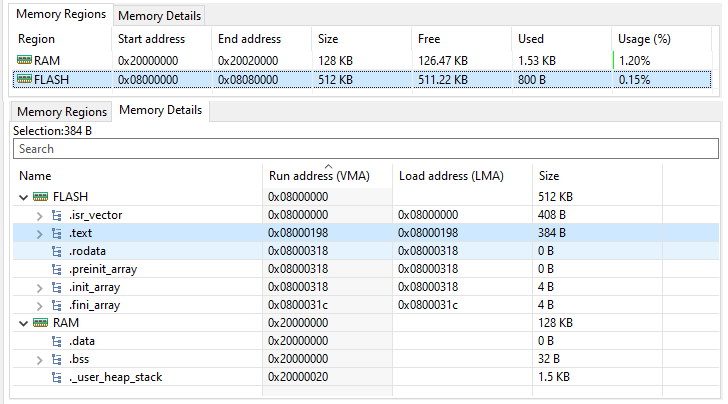 Memory Regions Memory Details
Region Start address End address Size Free Used Usage (%)
RAM 0x20000000 0x20020000 128 KB 126.47 KB 1.53 KB 1.20%
FLASH 0x08000000 0x08080000 512 KB 511.22 KB 800 B 0.15%
Memory Regions Memory Details
Selection:384 B
Search
Name Run address (VMA) Load address (LMA) Size
FLASH 0x08000000 512 KB
.isr_vector 0x08000000 0x08000000 408 B
.text 0x08000198 0x08000198 384 B
.rodata 0x08000318 0x08000318 0 B
.preinit_array 0x08000318 0x08000318 0 B
.init_array 0x08000318 0x08000318 4 B
.fini_array 0x0800031c 0x0800031c 4 B
RAM 0x20000000 128 KB
.data 0x20000000 0 B
.bss 0x20000000 32 B
._user_heap_stack 0x20000020 1.5 KB